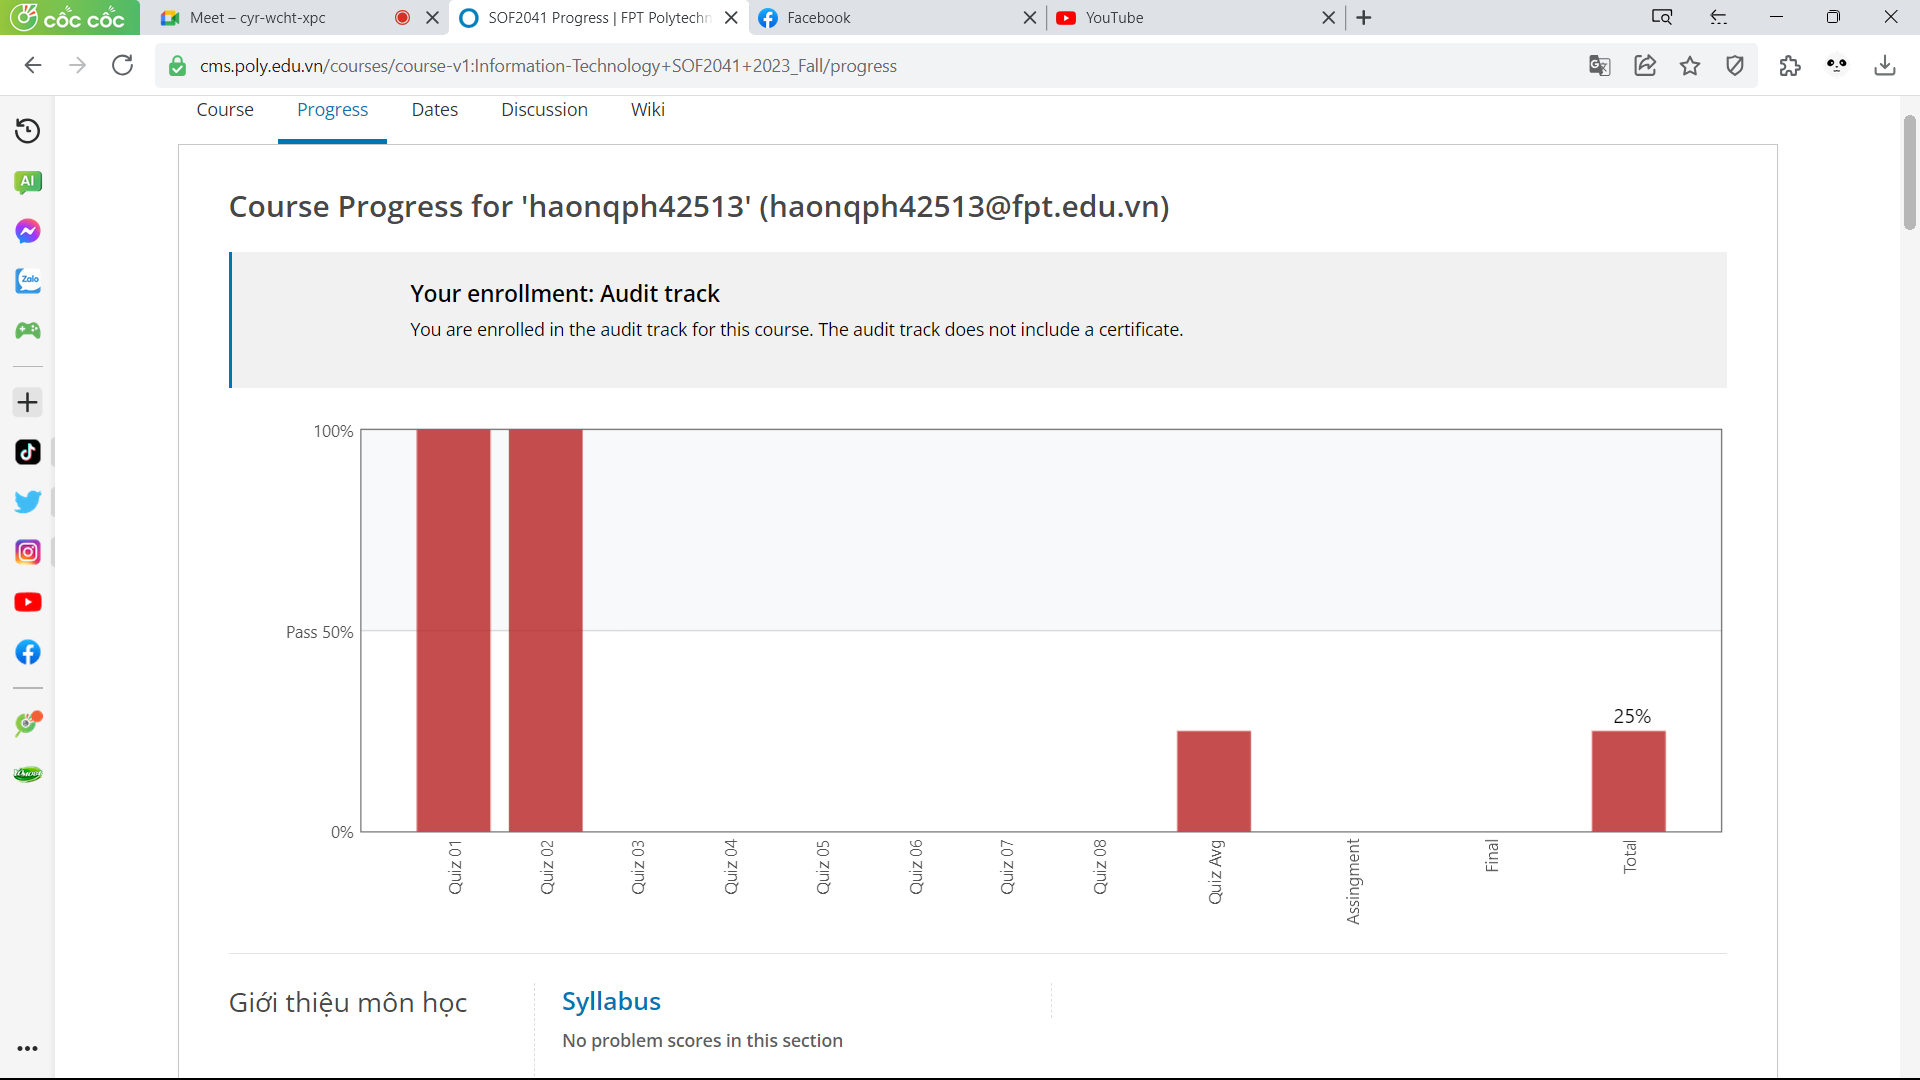 cốc cốc
Meet – cyr-wcht-xpc
SOF2041 Progress | FPT Polytechn
Facebook
YouTube
cms.poly.edu.vn/courses/course-v1:Information-Technology+SOF2041+2023_Fall/progress
AI
Zalo
Course
Progress
Dates
Discussion
Wiki
Course Progress for 'haonqph42513' (haonqph42513@fpt.edu.vn)
Your enrollment: Audit track
You are enrolled in the audit track for this course. The audit track does not include a certificate.
100%
Pass 50%
0%
25%
Quiz 01
Quiz 02
Quiz 03
Quiz 04
Quiz 05
Quiz 06
Quiz 07
Quiz 08
Quiz Avg
Assingment
Final
Total
Giới thiệu môn học
Syllabus
No problem scores in this section